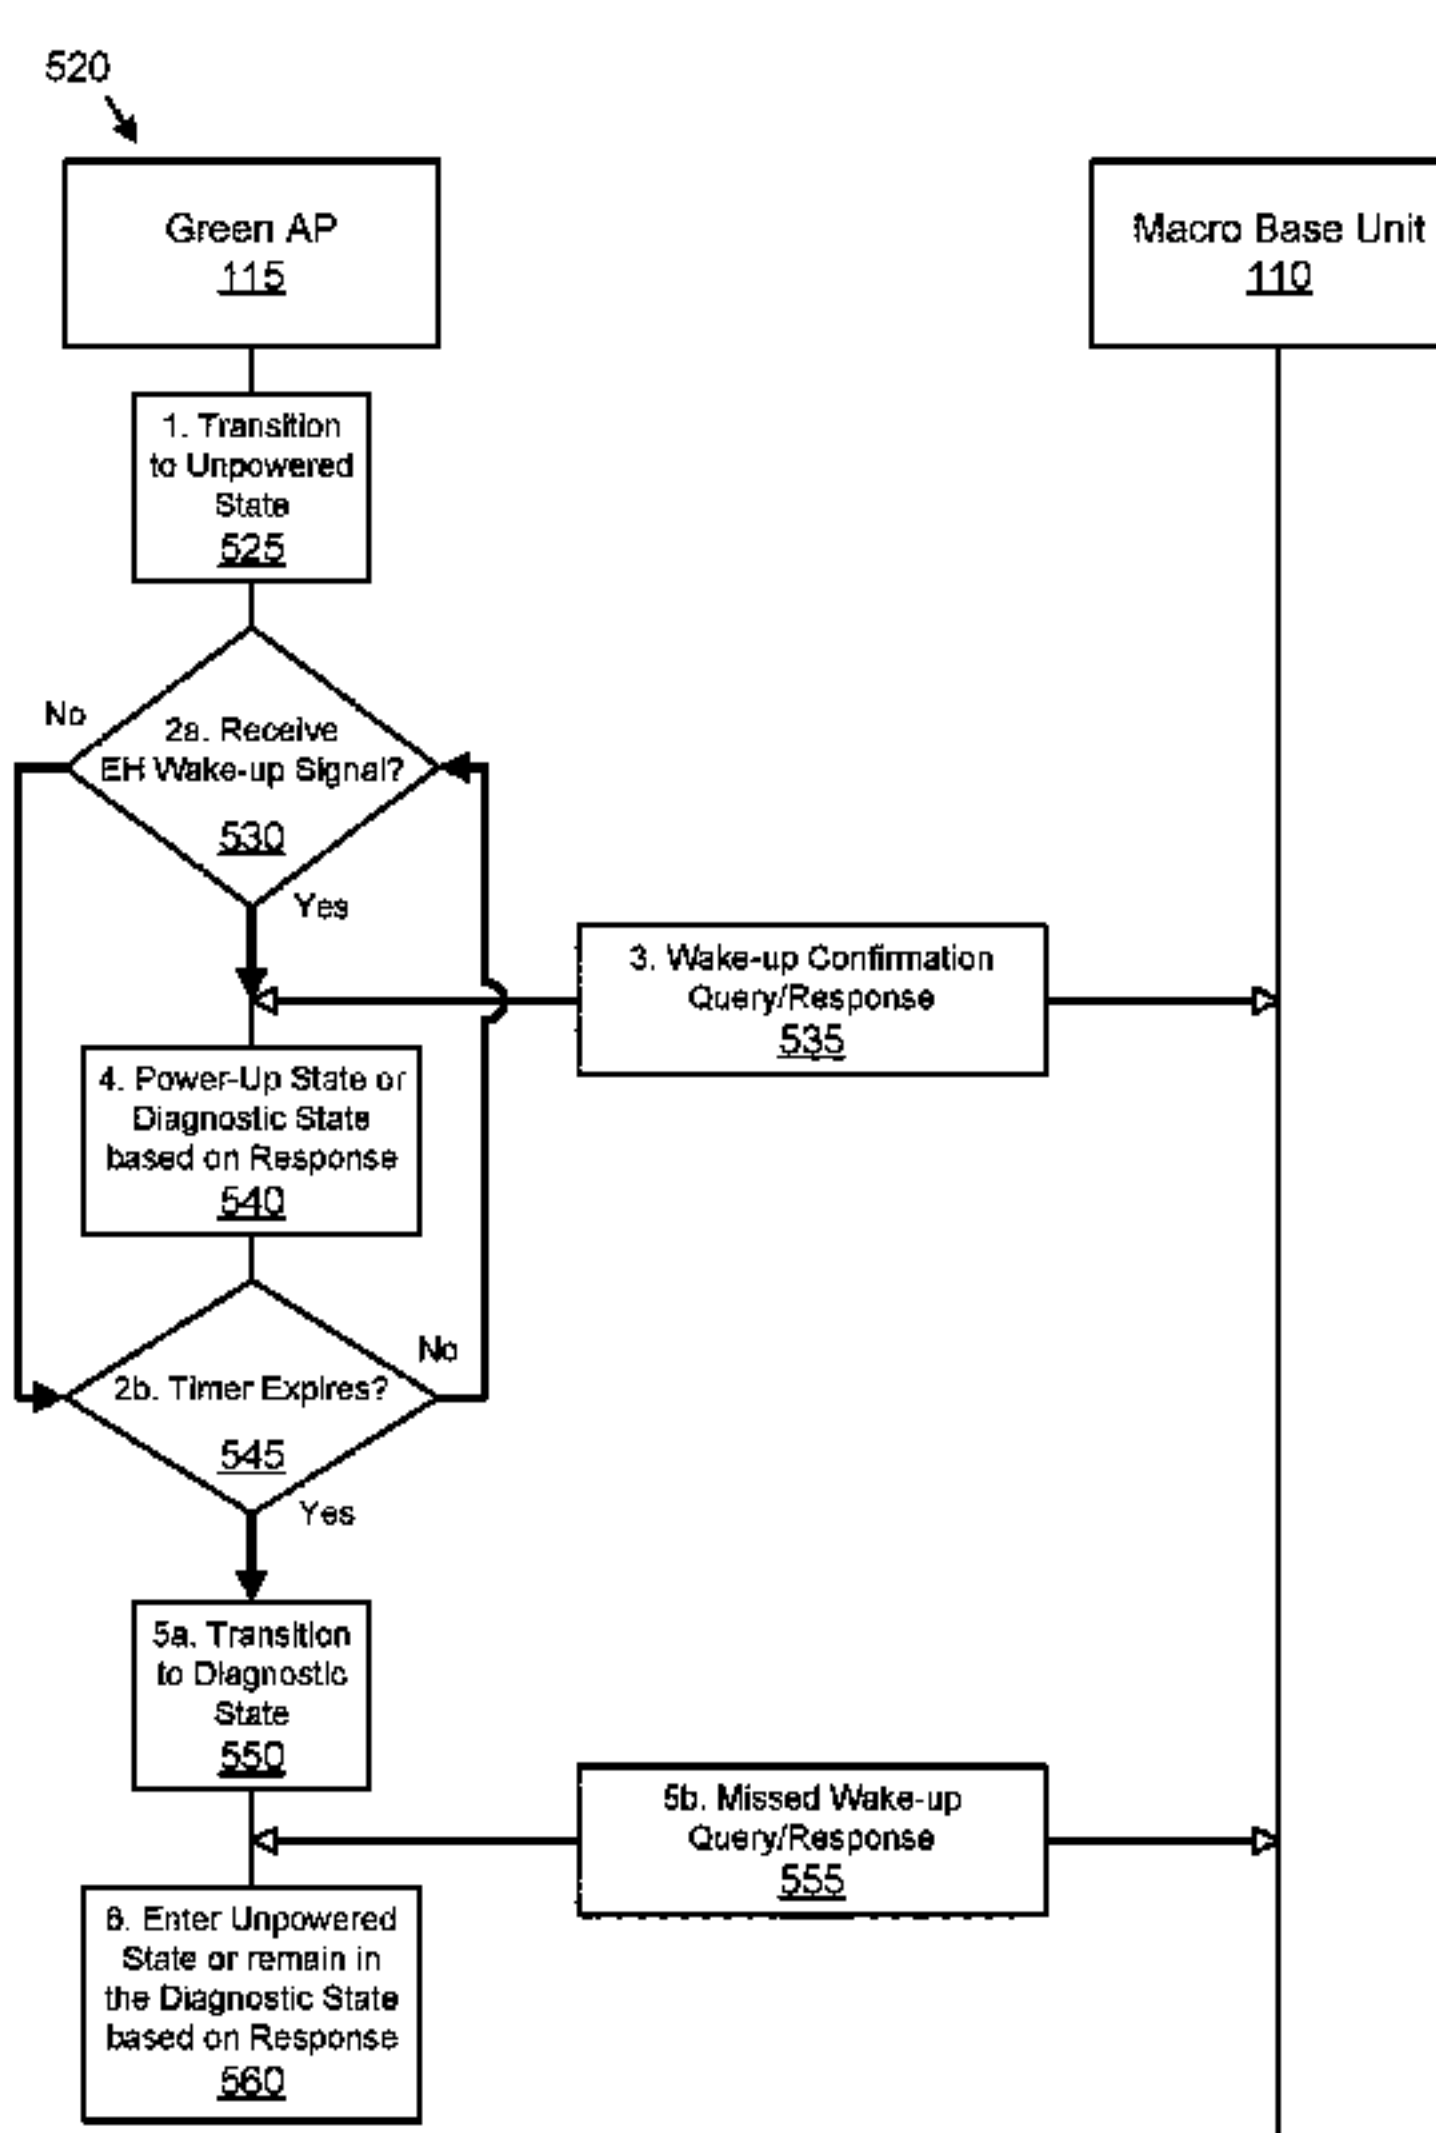 520
Green AP
115
Macro Base Unit
110
1. Transition
to Unpowered
State
525
No
2a. Receive
EH Wake-up Signal?
530
Yes
3. Wake-up Confirmation
Query/Response
535
4. Power-Up State or
Diagnostic State
based on Response
540
No
2b. Timer Expires?
545
Yes
5a. Transition
to Diagnostic
State
550
5b. Missed Wake-up
Query/Response
555
6. Enter Unpowered
State or remain in
the Diagnostic State
based on Response
560